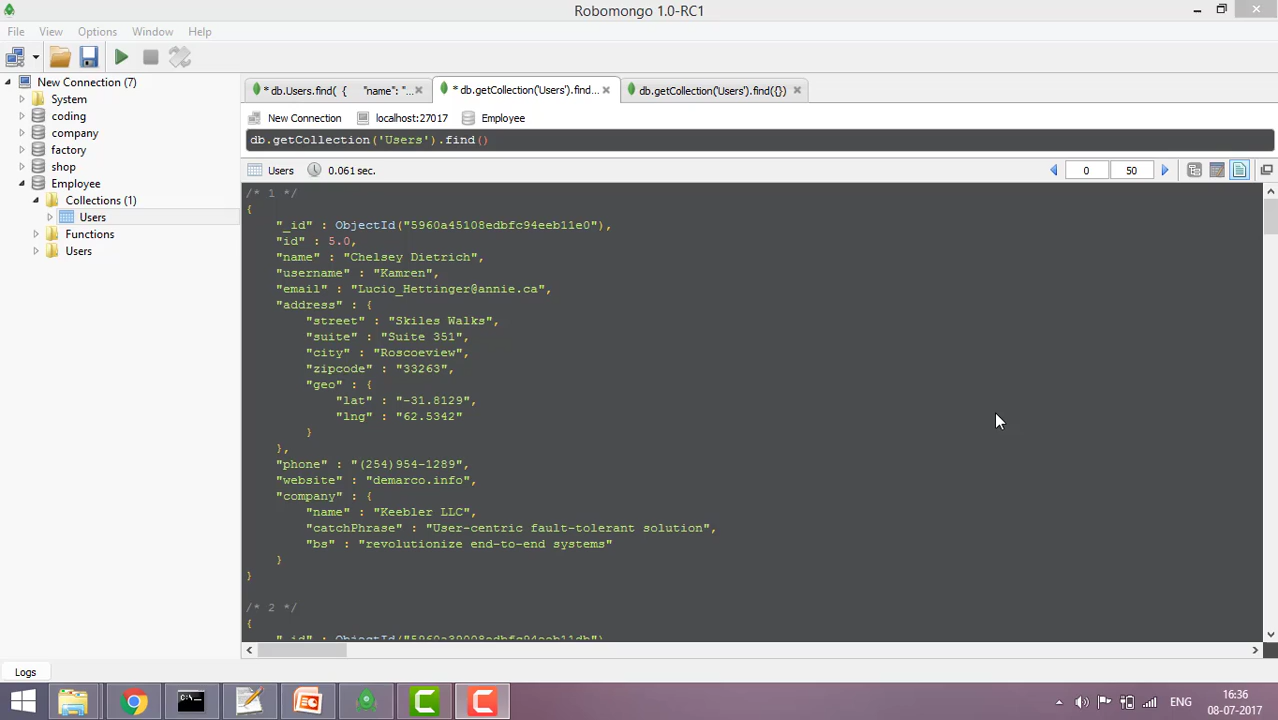 Robomongo 1.0-RC1
File View Options Window Help
New Connection (7)
System
coding
company
factory
shop
Employee
Collections (1)
Users
Functions
Users
* db.Users.find( { "name": "...
* db.getCollection('Users').find...
db.getCollection('Users').find({})
New Connection localhost:27017 Employee
db.getCollection('Users').find()
Users 0.061 sec. 0 50
/* 1 */
{
"_id" : ObjectId("5960a45108edbfc94eeb11e0"),
"id" : 5.0,
"name" : "Chelsey Dietrich",
"username" : "Kamren",
"email" : "Lucio_Hettinger@annie.ca",
"address" : {
"street" : "Skiles Walks",
"suite" : "Suite 351",
"city" : "Roscoeview",
"zipcode" : "33263",
"geo" : {
"lat" : "-31.8129",
"lng" : "62.5342"
}
},
"phone" : "(254)954-1289",
"website" : "demarco.info",
"company" : {
"name" : "Keebler LLC",
"catchPhrase" : "User-centric fault-tolerant solution",
"bs" : "revolutionize end-to-end systems"
}
}
/* 2 */
{
"_id" : ObjectId("5960a39008edbfc94eeb11db")
Logs
ENG
16:36
08-07-2017